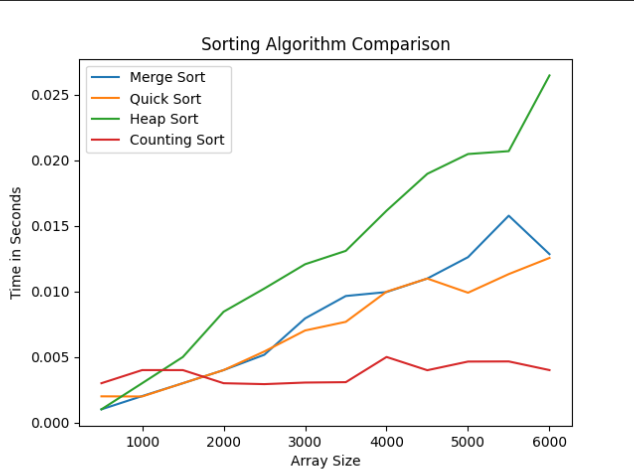 Sorting Algorithm Comparison
Merge Sort
Quick Sort
Heap Sort
Counting Sort
0.025
0.020
0.015
0.010
0.005
0.000
Time in Seconds
1000 2000 3000 4000 5000 6000
Array Size